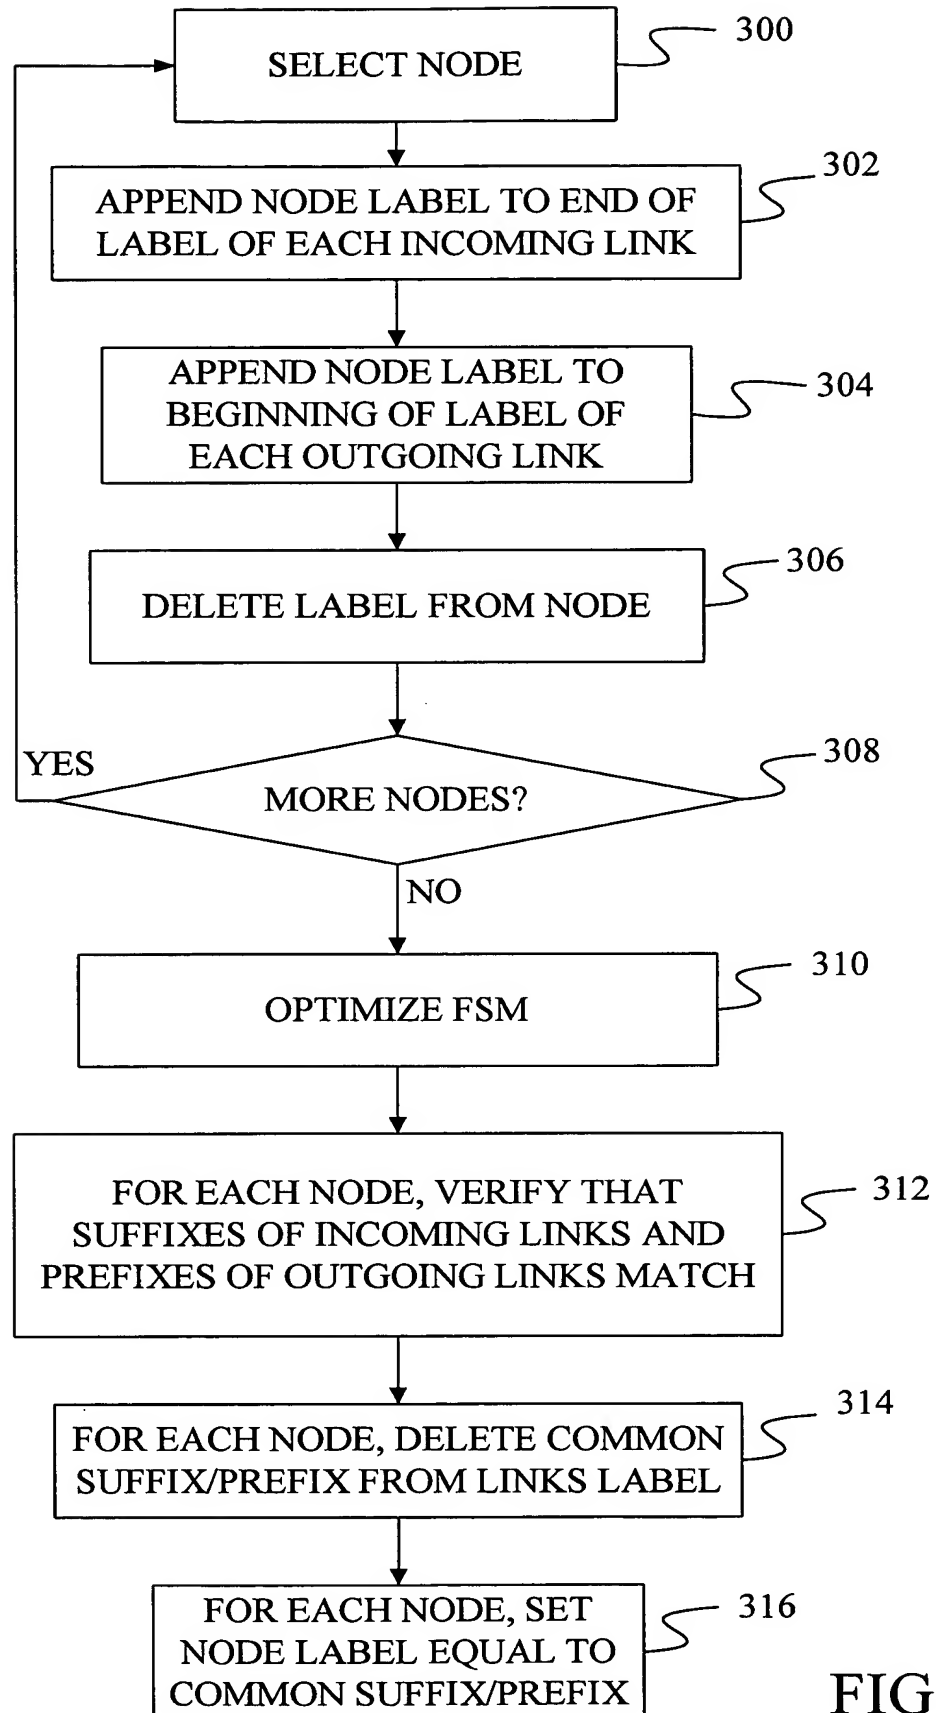 300
SELECT NODE
302
APPEND NODE LABEL TO END OF
LABEL OF EACH INCOMING LINK
304
APPEND NODE LABEL TO
BEGINNING OF LABEL OF
EACH OUTGOING LINK
306
DELETE LABEL FROM NODE
308
YES
MORE NODES?
NO
310
OPTIMIZE FSM
312
FOR EACH NODE, VERIFY THAT
SUFFIXES OF INCOMING LINKS AND
PREFIXES OF OUTGOING LINKS MATCH
314
FOR EACH NODE, DELETE COMMON
SUFFIX/PREFIX FROM LINKS LABEL
316
FOR EACH NODE, SET
NODE LABEL EQUAL TO
COMMON SUFFIX/PREFIX
FIG